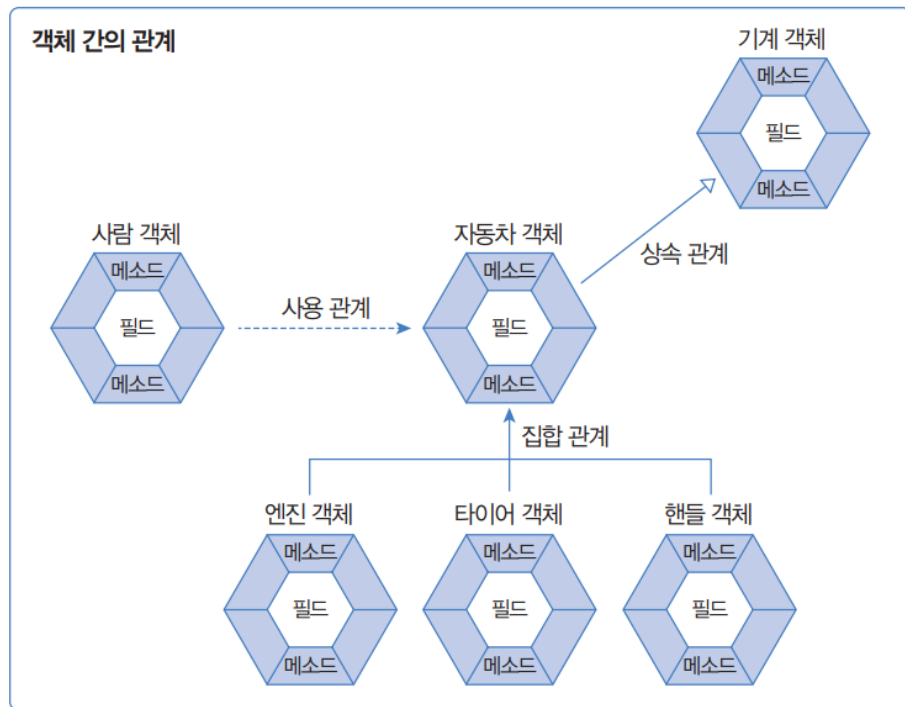 객체 간의 관계
기계 객체
메소드
필드
메소드
사람 객체
메소드
필드
메소드
사용 관계
자동차 객체
메소드
필드
메소드
상속 관계
집합 관계
엔진 객체
메소드
필드
메소드
타이어 객체
메소드
필드
메소드
핸들 객체
메소드
필드
메소드